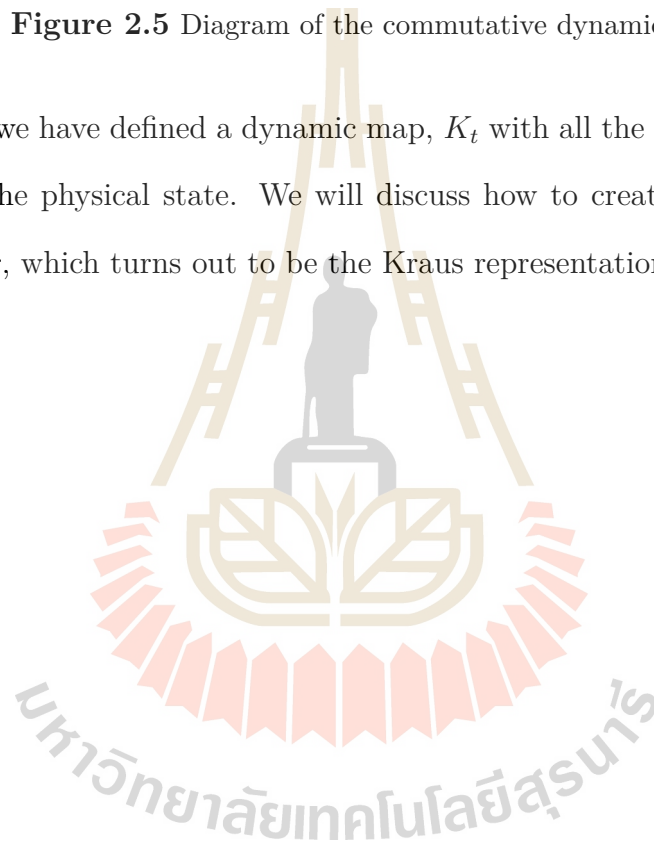 Figure 2.5 Diagram of the commutative dynamic
we have defined a dynamic map, K_t with all the
he physical state. We will discuss how to creat
, which turns out to be the Kraus representation
มหาวิทยาลัยเทคโนโลยีสุรนารี